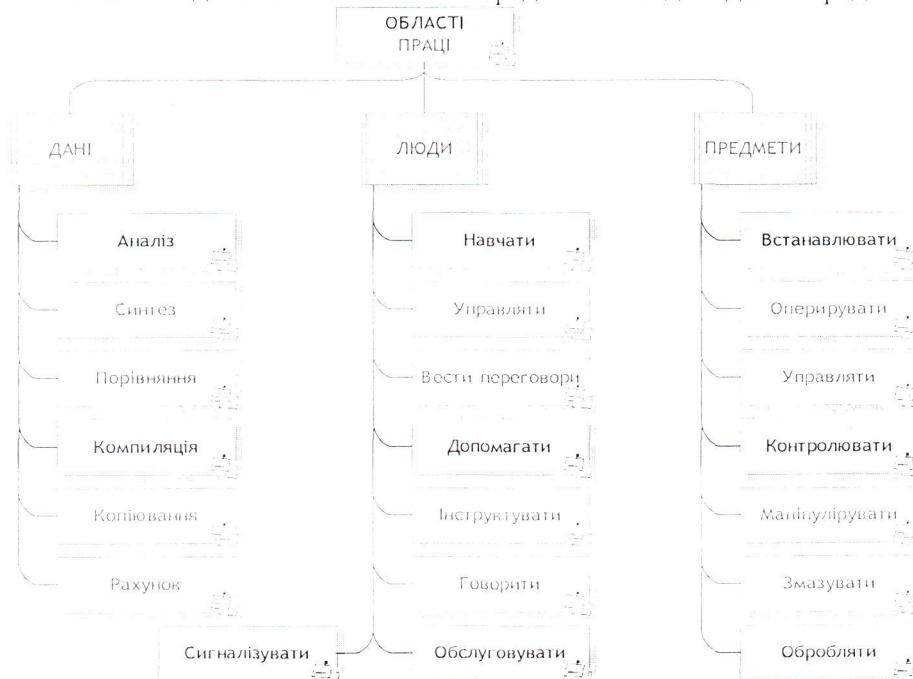 ОБЛАСТІ
ПРАЦІ
ДАНІ
ЛЮДИ
ПРЕДМЕТИ
Аналіз
Навчати
Встанавлювати
Синтез
Управляти
Оперирувати
Порівняння
Вести переговори
Управляти
Компиляція
Допомагати
Контролювати
Копіювання
Інструктувати
Маніпулірувати
Рахунок
Говорити
Змазувати
Сигналізувати
Обслуговувати
Обробляти